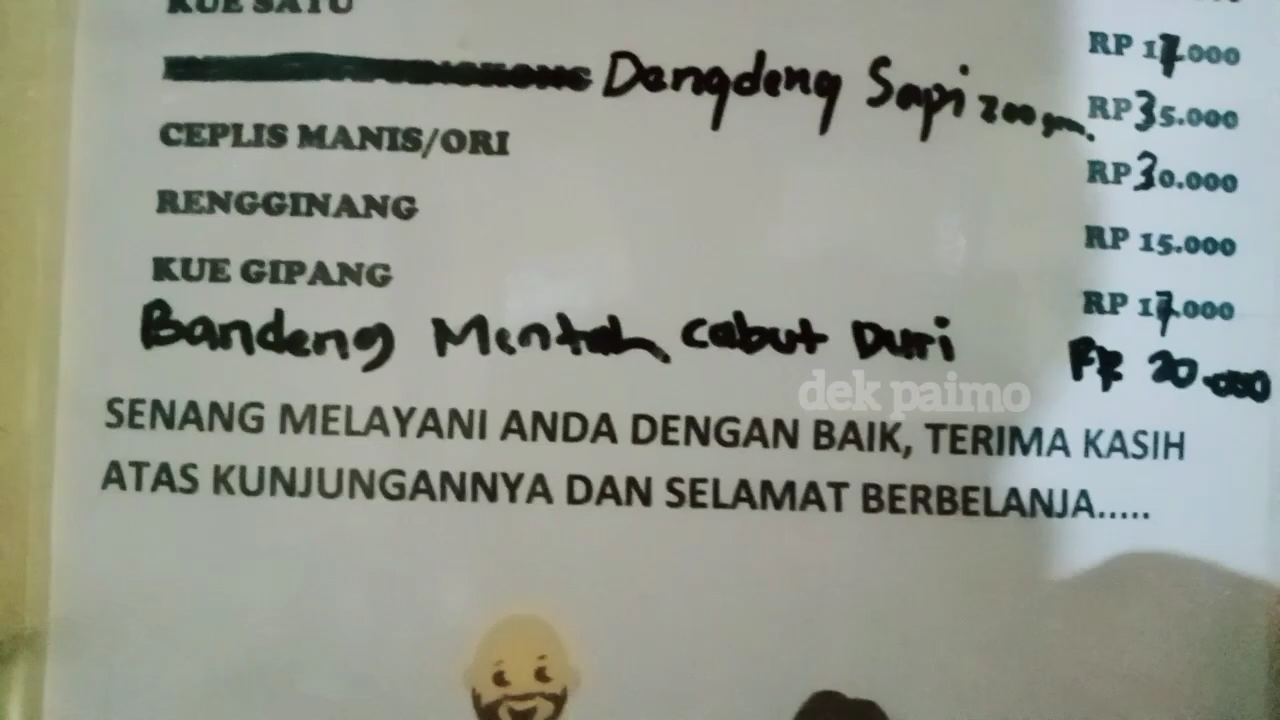 KUE SATU RP 17.000
Dengdeng Sapi 200 gm. RP 35.000
CEPLIS MANIS/ORI RP 30.000
RENGGINANG RP 15.000
KUE GIPANG RP 17.000
Bandeng Mentah Cabut Duri RP 20.000
dek paimo
SENANG MELAYANI ANDA DENGAN BAIK, TERIMA KASIH
ATAS KUNJUNGANNYA DAN SELAMAT BERBELANJA.....